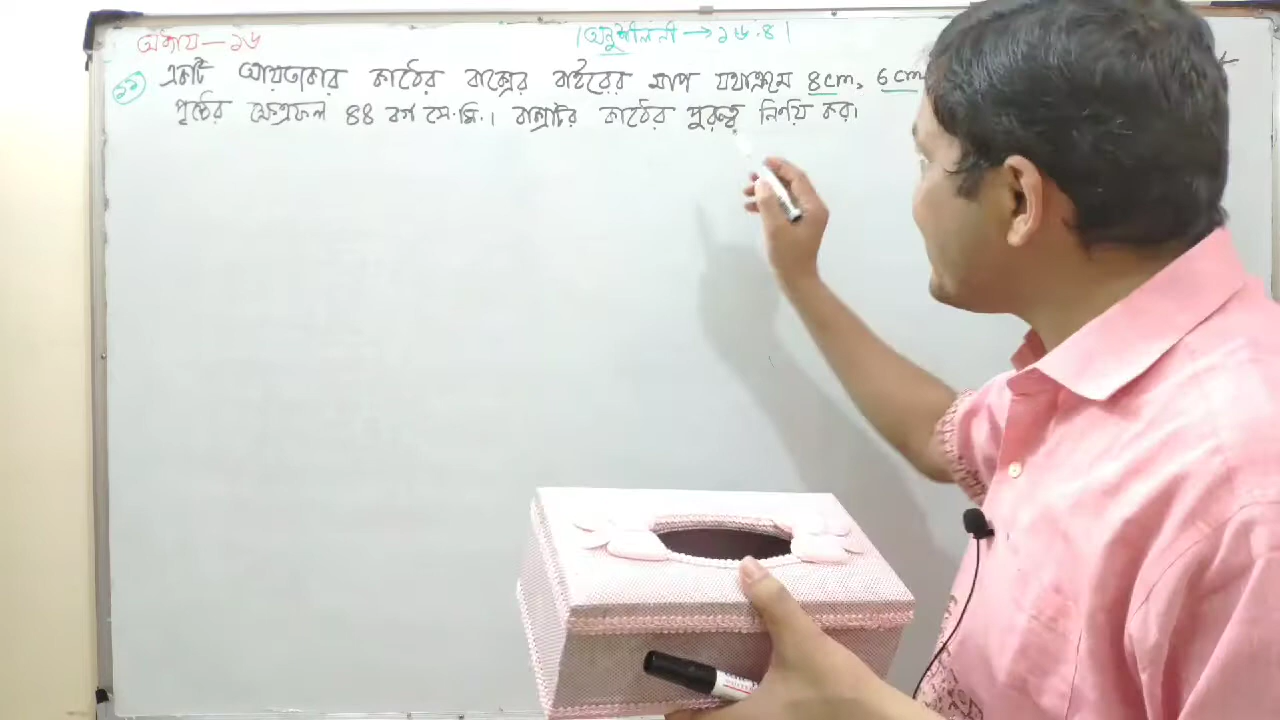 অধ্যায় — ১৬
অনুশীলনী → ১৬.৪
১১ একটি আয়তাকার কাঠের বাক্সের বাইরের মাপ যথাক্রমে 8cm, 6cm
পৃষ্ঠের ক্ষেত্রফল 88 বর্গ সে.মি.। বাক্সটির কাঠের পুরুত্ব নির্ণয় কর।